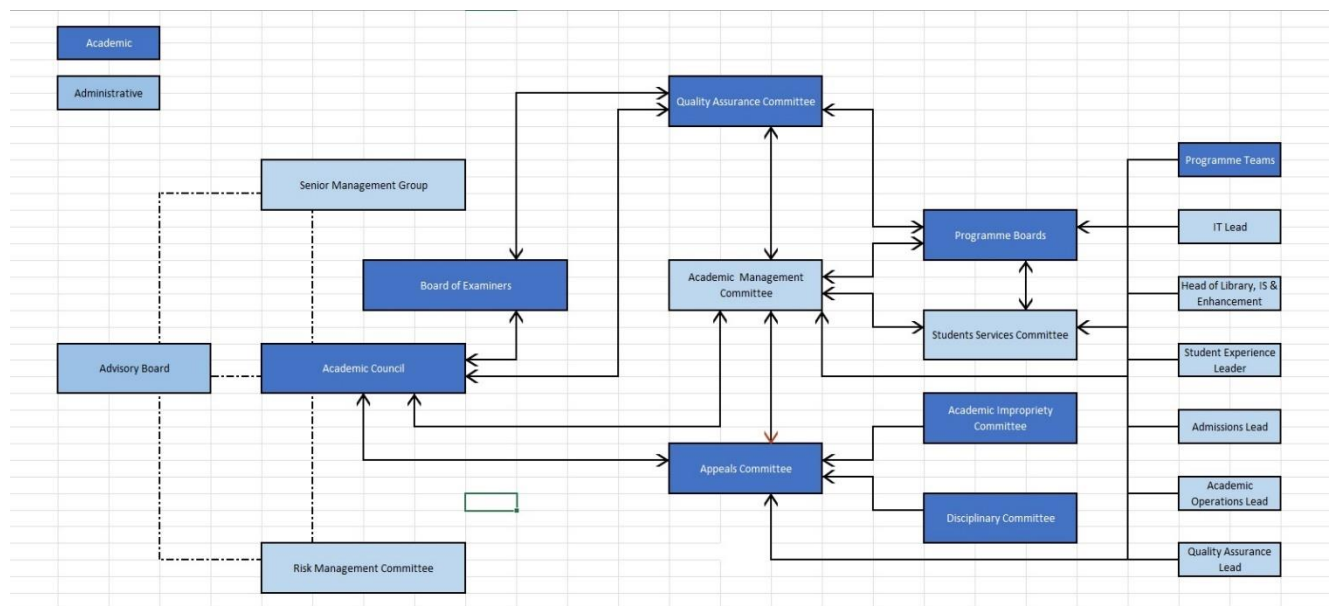 Academic
Administrative
Quality Assurance Committee
Senior Management Group
Programme Teams
Programme Boards
IT Lead
Board of Examiners
Academic Management
Committee
Head of Library, IS &
Enhancement
Students Services Committee
Advisory Board
Academic Council
Student Experience
Leader
Academic Impropriety
Committee
Admissions Lead
Appeals Committee
Academic
Operations Lead
Disciplinary Committee
Risk Management Committee
Quality Assurance
Lead